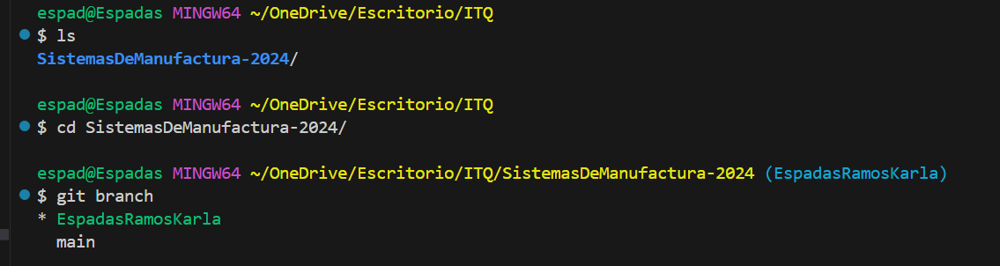 espad@Espadas MINGW64 ~/OneDrive/Escritorio/ITQ
$ ls
SistemasDeManufactura-2024/
espad@Espadas MINGW64 ~/OneDrive/Escritorio/ITQ
$ cd SistemasDeManufactura-2024/
espad@Espadas MINGW64 ~/OneDrive/Escritorio/ITQ/SistemasDeManufactura-2024 (EspadasRamosKarla)
$ git branch
* EspadasRamosKarla
main